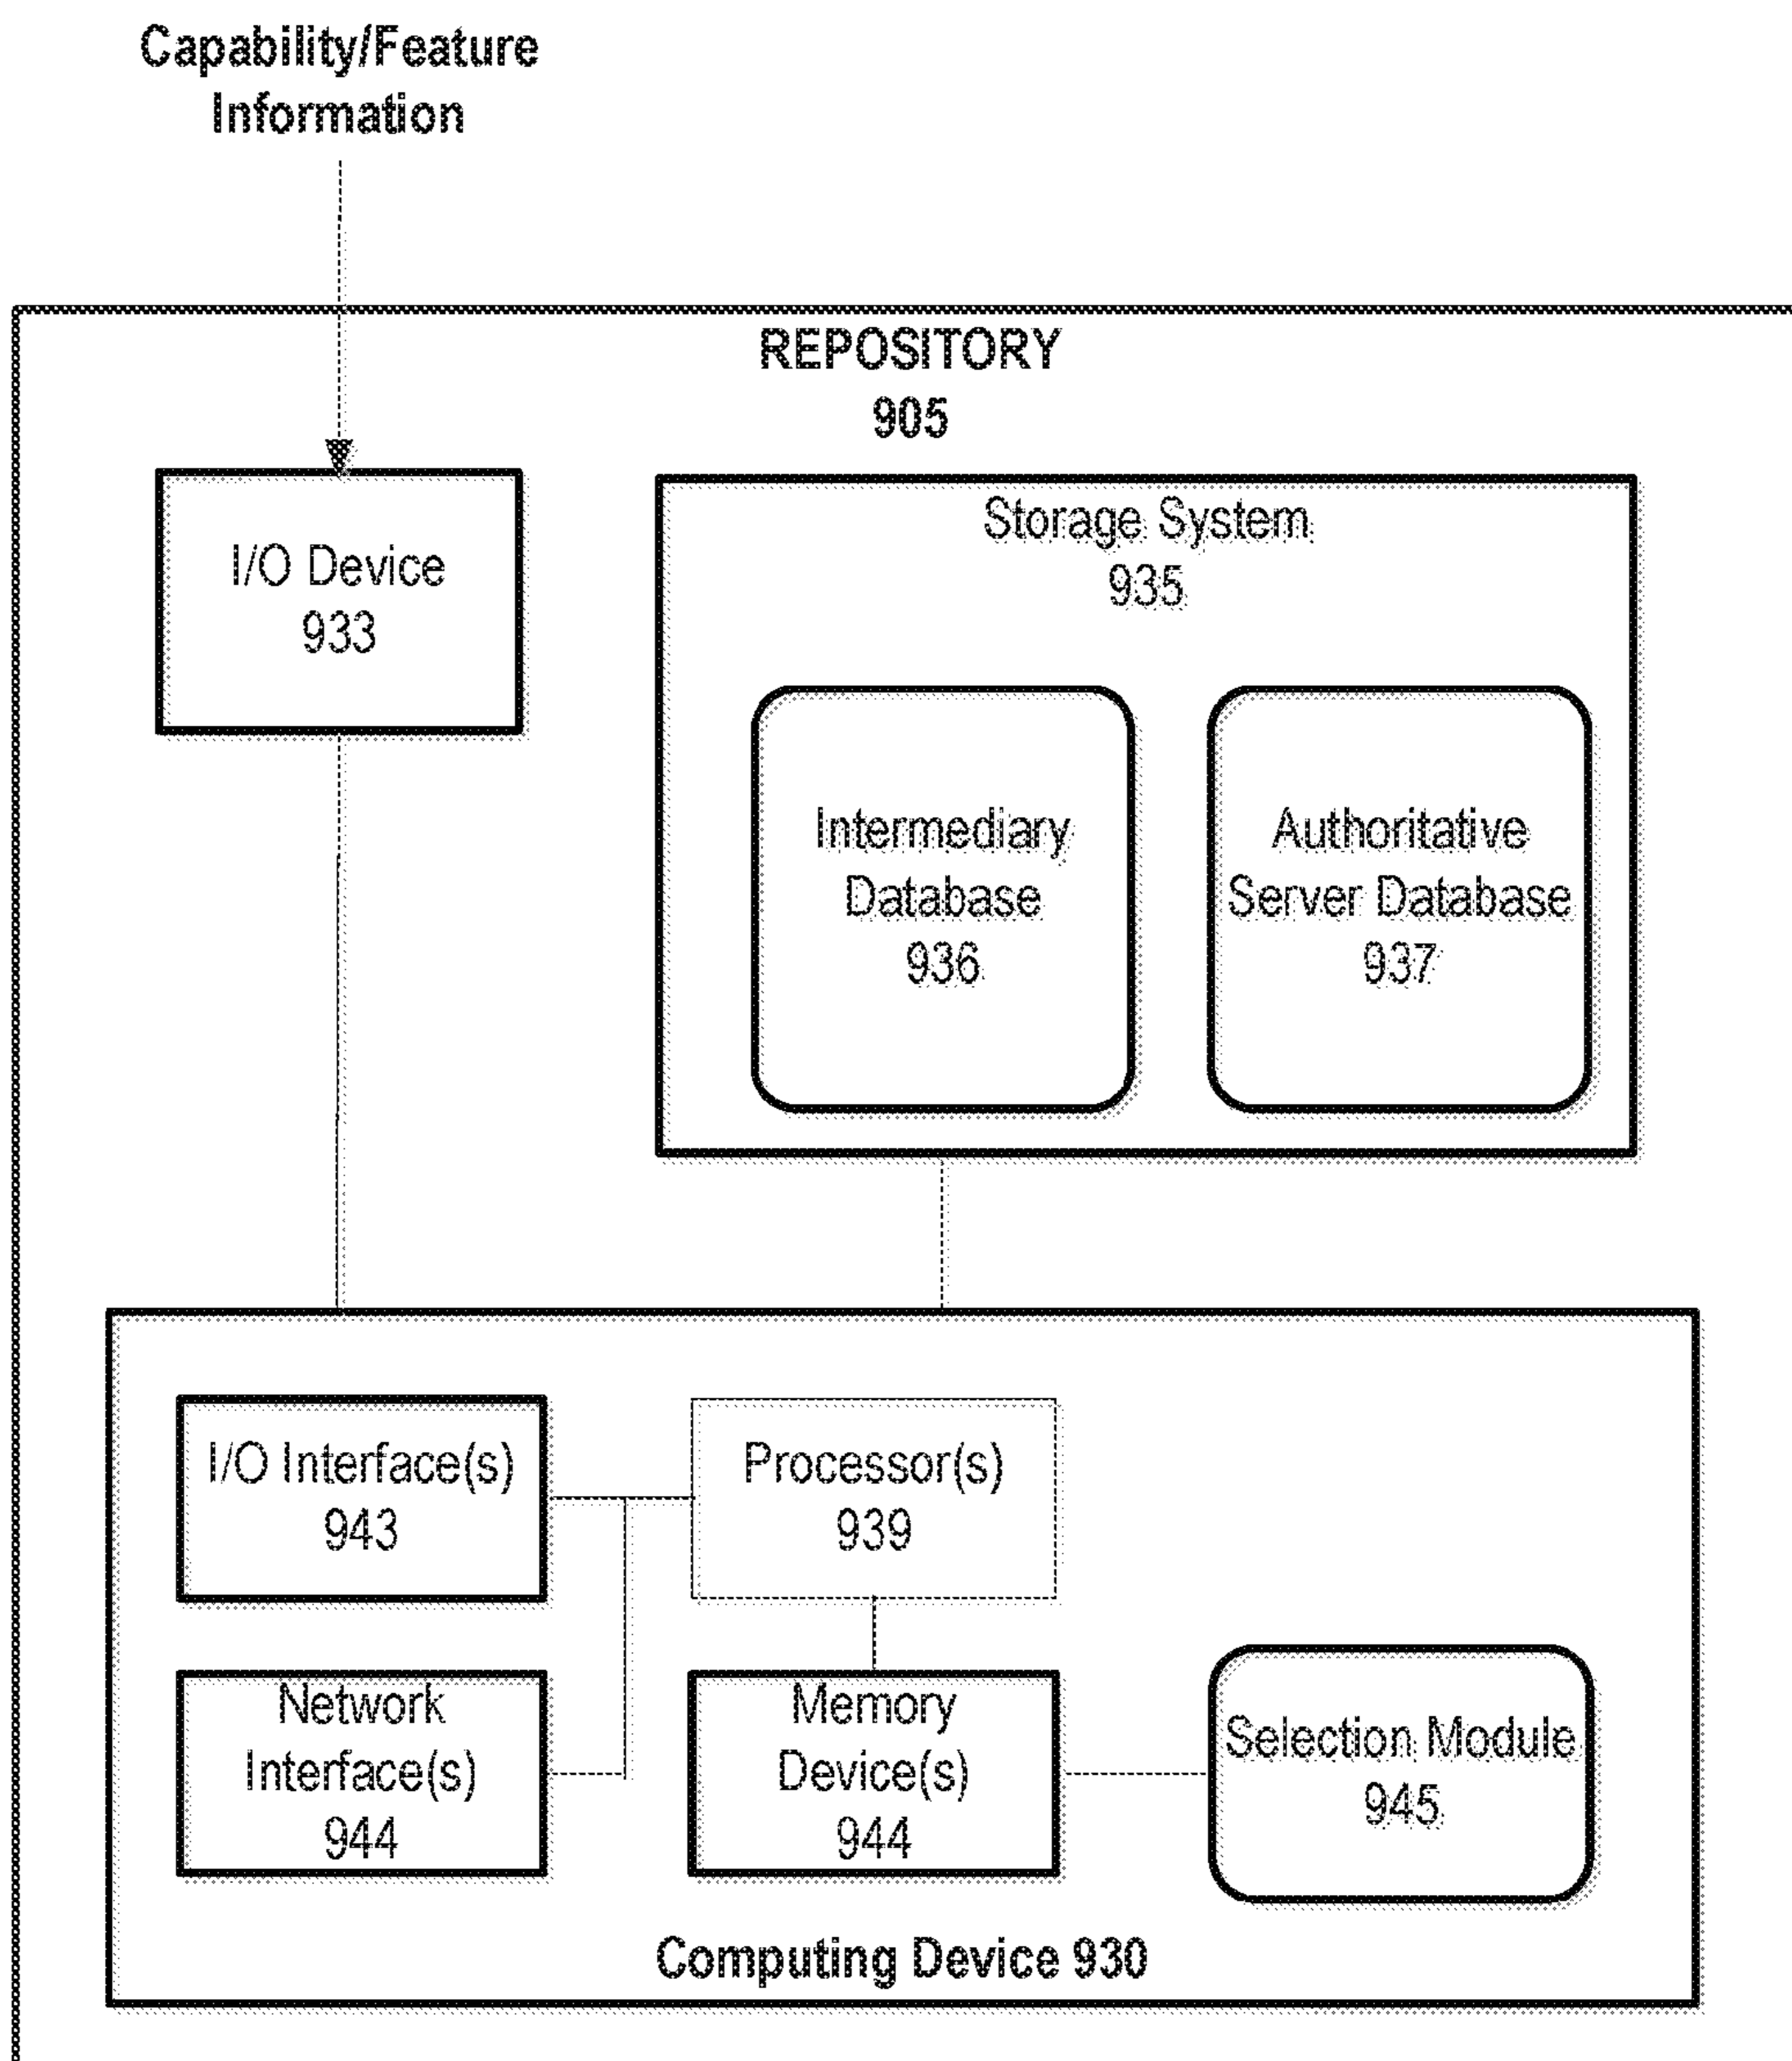 Capability/Feature
Information
REPOSITORY
905
I/O Device
933
Storage System
935
Intermediary
Database
936
Authoritative
Server Database
937
I/O Interface(s)
943
Processor(s)
939
Network
Interface(s)
944
Memory
Device(s)
944
Selection Module
945
Computing Device 930